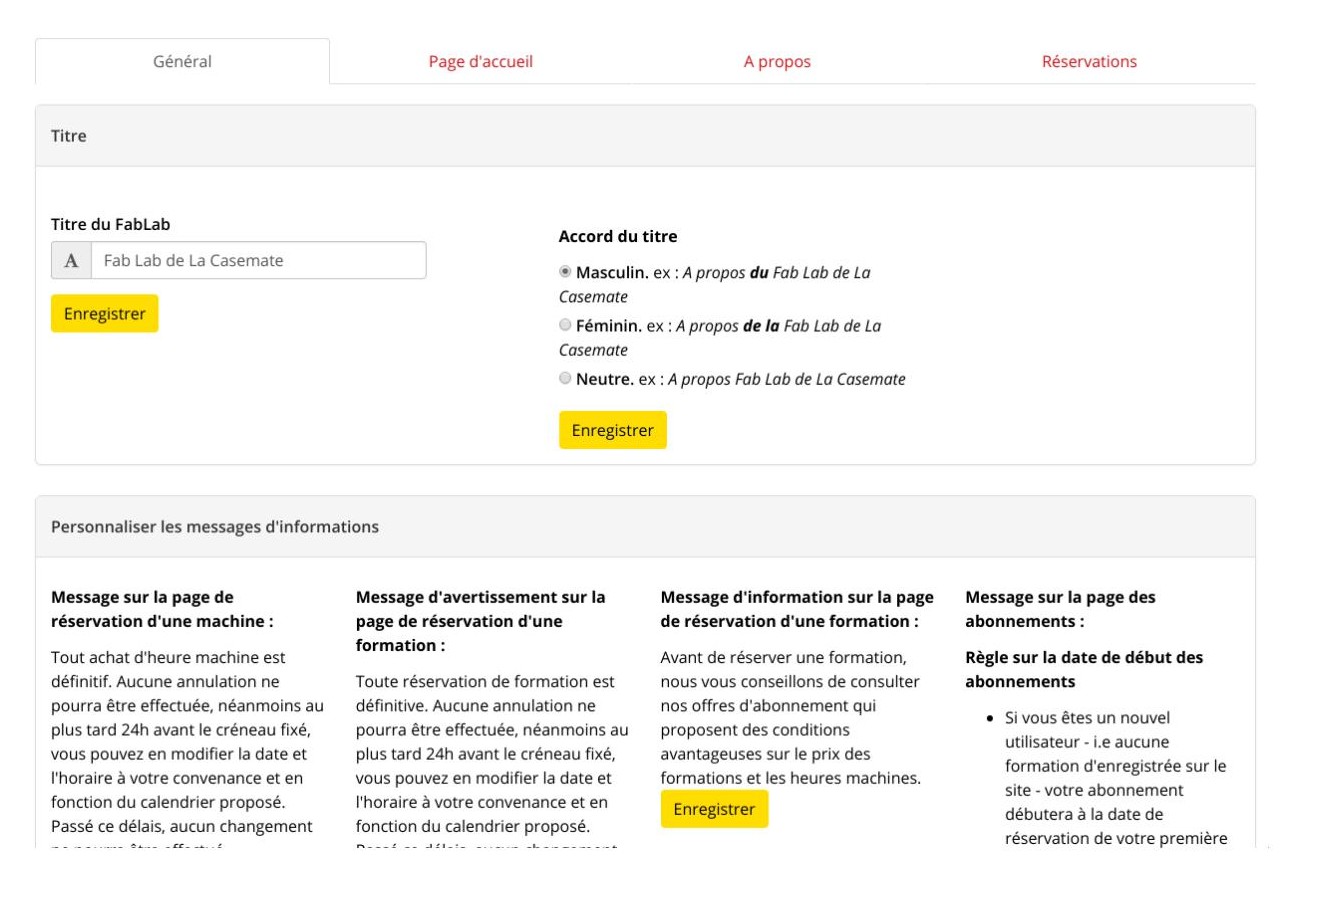 Général
Page d'accueil
A propos
Réservations
Titre
Titre du FabLab
A
Fab Lab de La Casemate
Enregistrer
Accord du titre
Masculin. ex : A propos du Fab Lab de La
Casemate
Féminin. ex : A propos de la Fab Lab de La
Casemate
Neutre. ex : A propos Fab Lab de La Casemate
Enregistrer
Personnaliser les messages d'informations
Message sur la page de
réservation d'une machine :
Tout achat d'heure machine est
définitif. Aucune annulation ne
pourra être effectuée, néanmoins au
plus tard 24h avant le créneau fixé,
vous pouvez en modifier la date et
l'horaire à votre convenance et en
fonction du calendrier proposé.
Passé ce délais, aucun changement
ne pourra être effectué
Message d'avertissement sur la
page de réservation d'une
formation :
Toute réservation de formation est
définitive. Aucune annulation ne
pourra être effectuée, néanmoins au
plus tard 24h avant le créneau fixé,
vous pouvez en modifier la date et
l'horaire à votre convenance et en
fonction du calendrier proposé.
Passé ce délais, aucun changement
Message d'information sur la page
de réservation d'une formation :
Avant de réserver une formation,
nous vous conseillons de consulter
nos offres d'abonnement qui
proposent des conditions
avantageuses sur le prix des
formations et les heures machines.
Enregistrer
Message sur la page des
abonnements :
Règle sur la date de début des
abonnements
• Si vous êtes un nouvel
utilisateur - i.e aucune
formation d'enregistrée sur le
site - votre abonnement
débutera à la date de
réservation de votre première